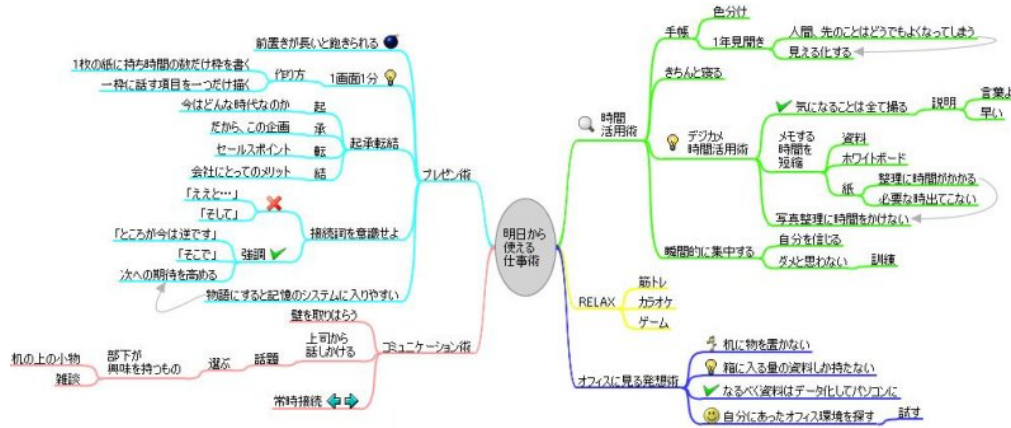 明日から
使える
仕事術
プレゼン術
前置きが長いと飽きられる
1画面1分
作り方
1枚の紙に持ち時間の数だけ枠を書く
一枠に話す項目を一つだけ描く
起承転結
起
今はどんな時代なのか
承
だから、この企画
転
セールスポイント
結
会社にとってのメリット
接続詞を意識せよ
「ええと…」
「そして」
強調
「ところが今は逆です」
「そこで」
次への期待を高める
物語にすると記憶のシステムに入りやすい
コミュニケーション術
壁を取りはらう
上司から
話しかける
話題
選ぶ
部下が
興味を持つもの
机の上の小物
雑談
常時接続
時間
活用術
手帳
色分け
1年見開き
人間、先のことはどうでもよくなってしまう
見える化する
きちんと寝る
デジカメ
時間活用術
気になることは全て撮る
説明
言葉よ
早い
メモする
時間を
短縮
資料
ホワイトボード
紙
整理に時間がかかる
必要な時出てこない
写真整理に時間をかけない
瞬間的に集中する
自分を信じる
ダメと思わない
訓練
RELAX
筋トレ
カラオケ
ゲーム
オフィスに見る発想術
机に物を置かない
箱に入る量の資料しか持たない
なるべく資料はデータ化してパソコンに
自分にあったオフィス環境を探す
試す